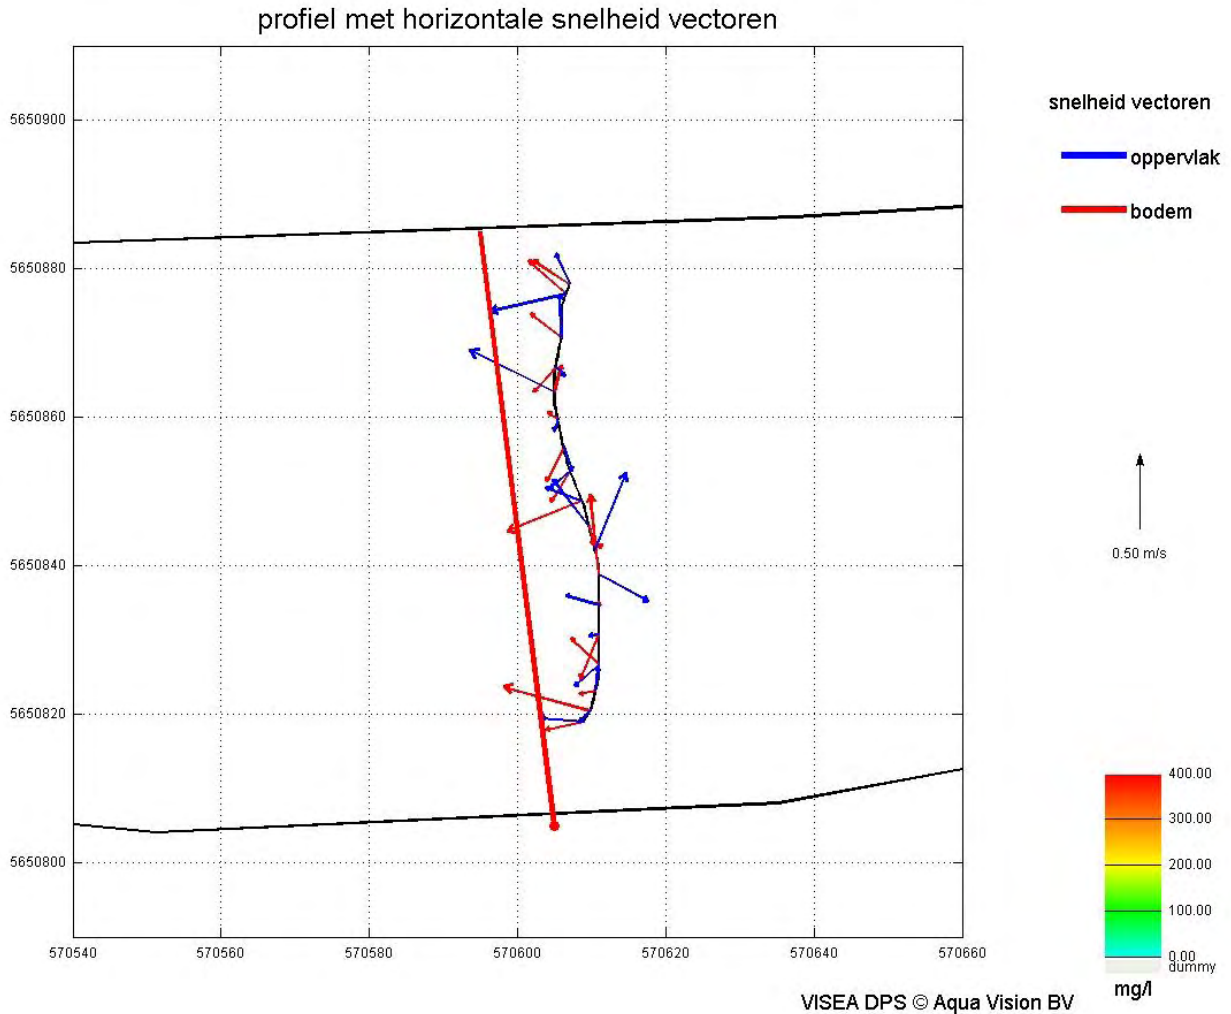 profiel met horizontale snelheid vectoren
snelheid vectoren
oppervlak
bodem
5650900
5650880
5650860
5650840
5650820
5650800
570540
570560
570580
570600
570620
570640
570660
0.50 m/s
400.00
300.00
200.00
100.00
0.00
dummy
mg/l
VISEA DPS © Aqua Vision BV